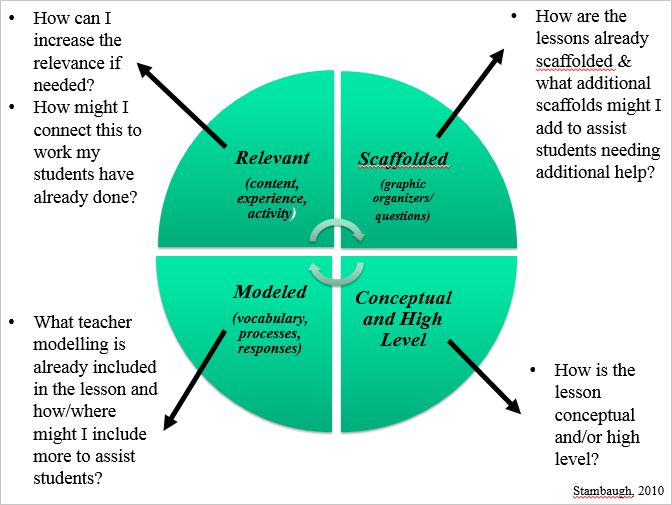 • How can I
increase the
relevance if
needed?
• How might I
connect this to
work my
students have
already done?
• How are the
lessons already
scaffolded &
what additional
scaffolds might I
add to assist
students needing
additional help?
Relevant
(content,
experience,
activity)
Scaffolded
(graphic
organizers/
questions)
Modeled
(vocabulary,
processes,
responses)
Conceptual
and High
Level
• What teacher
modelling is
already included
in the lesson and
how/where
might I include
more to assist
students?
• How is the
lesson
conceptual
and/or high
level?
Stambaugh, 2010